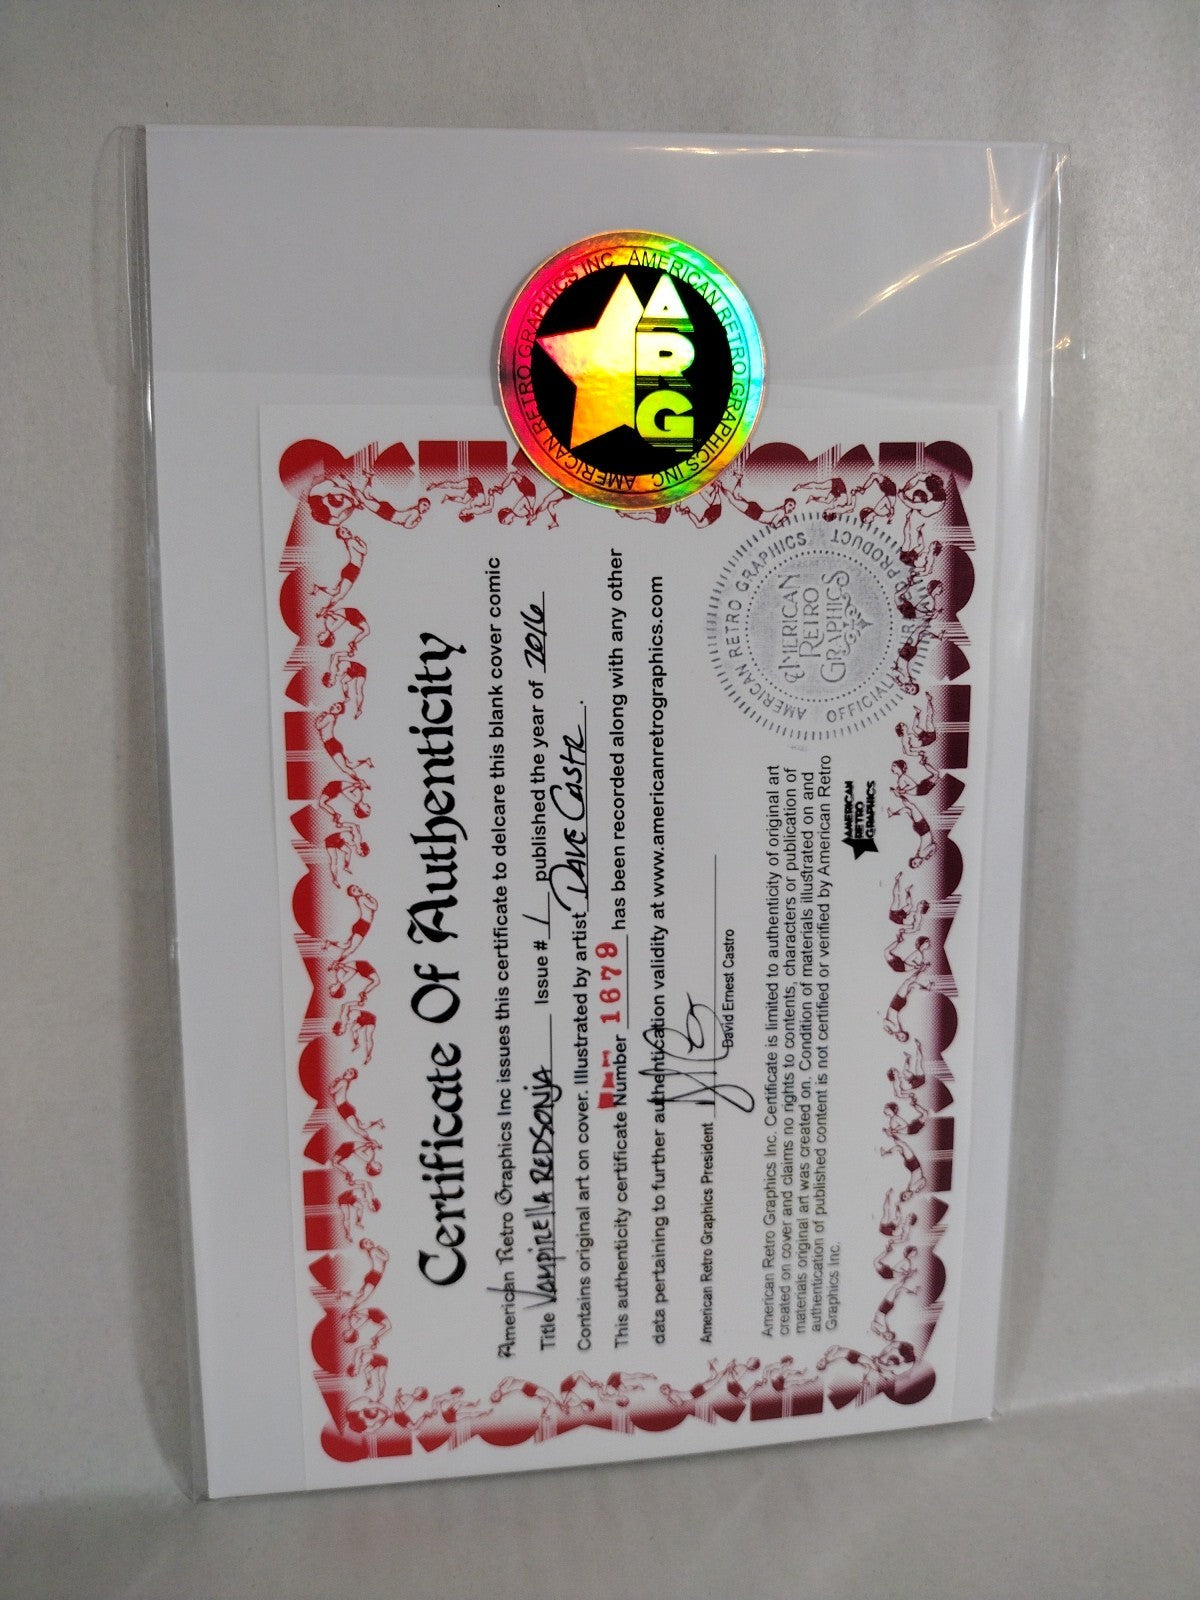 AMERICAN RETRO GRAPHICS INC AMERICAN RETRO GRAPHICS INC
ARG
Certificate Of Authenticity
American Retro Graphics Inc issues this certificate to delcare this blank cover comic
Title VAMPIRELLA REDSONJA Issue # 1 published the year of 2016
Contains original art on cover. Illustrated by artist DAVE CASTR.
This authenticity certificate Number 1679 has been recorded along with any other
data pertaining to further authentication validity at www.americanretrographics.com
American Retro Graphics President
David Ernest Castro
American Retro Graphics Inc. Certificate is limited to authenticity of original art
created on cover and claims no rights to contents, characters or publication of
materials original art was created on. Condition of materials illustrated on and
authentication of published content is not certified or verified by American Retro
Graphics Inc.
AMERICAN RETRO GRAPHICS
OFFICIALLY PRODUCT
AMERICAN
RETRO
GRAPHICS
AMERICAN
RETRO
GRAPHICS